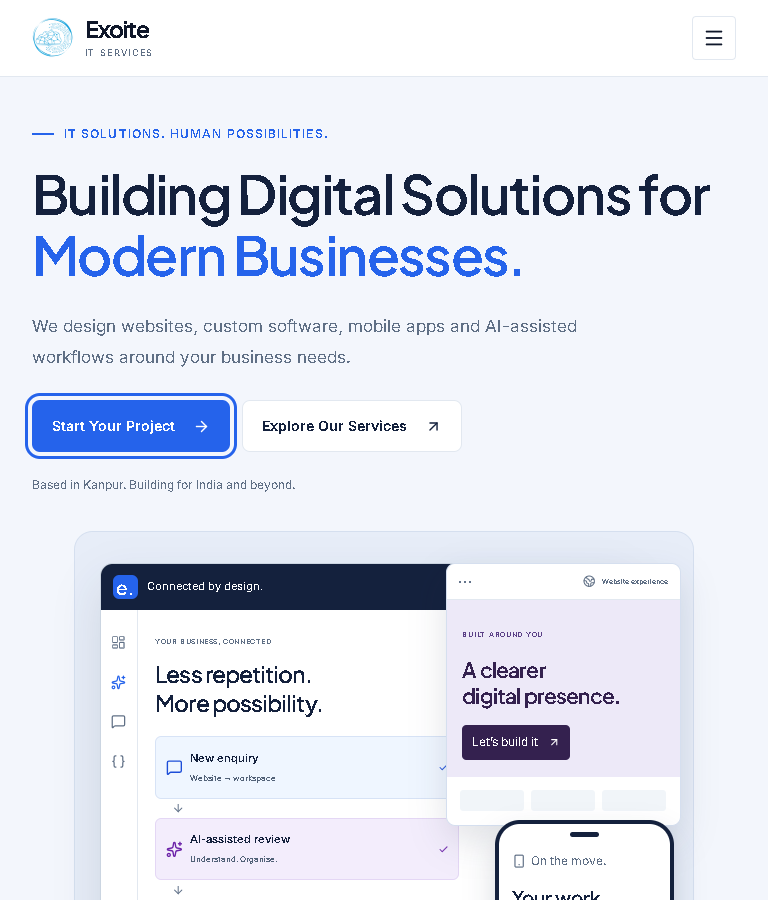 Exoite
IT SERVICES
IT SOLUTIONS. HUMAN POSSIBILITIES.
Building Digital Solutions for
Modern Businesses.
We design websites, custom software, mobile apps and AI-assisted
workflows around your business needs.
Start Your Project →
Explore Our Services ↗
Based in Kanpur. Building for India and beyond.
e. Connected by design.
... Website experience
YOUR BUSINESS, CONNECTED
Less repetition.
More possibility.
New enquiry
Website → workspace
AI-assisted review
Understand. Organise.
BUILT AROUND YOU
A clearer
digital presence.
Let's build it ↗
On the move.
Your work